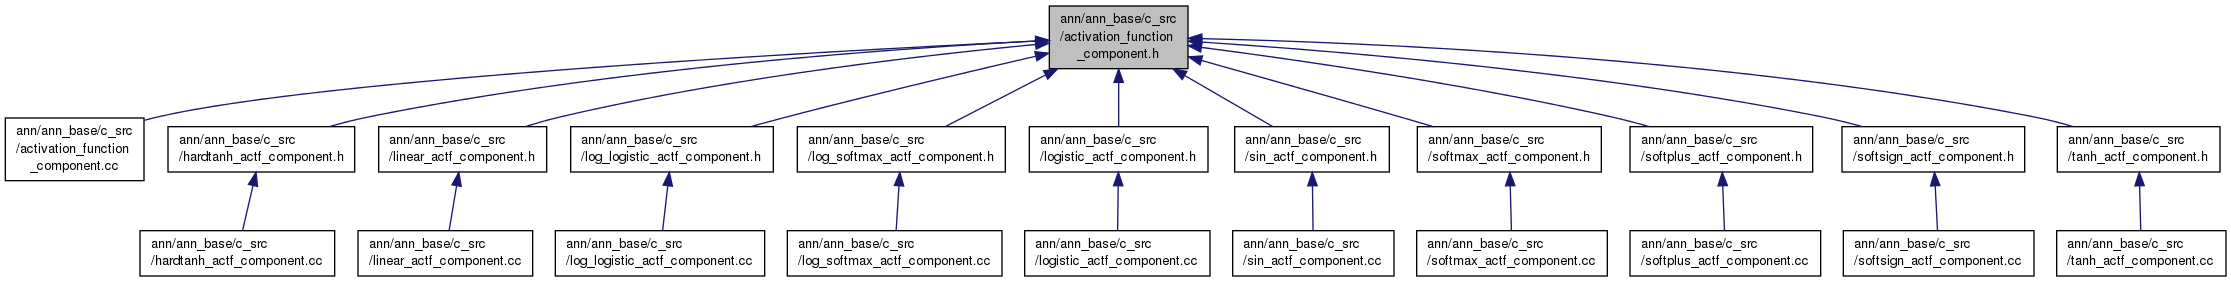 ann/ann_base/c_src
/activation_function
_component.h
ann/ann_base/c_src
/activation_function
_component.cc
ann/ann_base/c_src
/hardtanh_actf_component.h
ann/ann_base/c_src
/linear_actf_component.h
ann/ann_base/c_src
/log_logistic_actf_component.h
ann/ann_base/c_src
/log_softmax_actf_component.h
ann/ann_base/c_src
/logistic_actf_component.h
ann/ann_base/c_src
/sin_actf_component.h
ann/ann_base/c_src
/softmax_actf_component.h
ann/ann_base/c_src
/softplus_actf_component.h
ann/ann_base/c_src
/softsign_actf_component.h
ann/ann_base/c_src
/tanh_actf_component.h
ann/ann_base/c_src
/hardtanh_actf_component.cc
ann/ann_base/c_src
/linear_actf_component.cc
ann/ann_base/c_src
/log_logistic_actf_component.cc
ann/ann_base/c_src
/log_softmax_actf_component.cc
ann/ann_base/c_src
/logistic_actf_component.cc
ann/ann_base/c_src
/sin_actf_component.cc
ann/ann_base/c_src
/softmax_actf_component.cc
ann/ann_base/c_src
/softplus_actf_component.cc
ann/ann_base/c_src
/softsign_actf_component.cc
ann/ann_base/c_src
/tanh_actf_component.cc